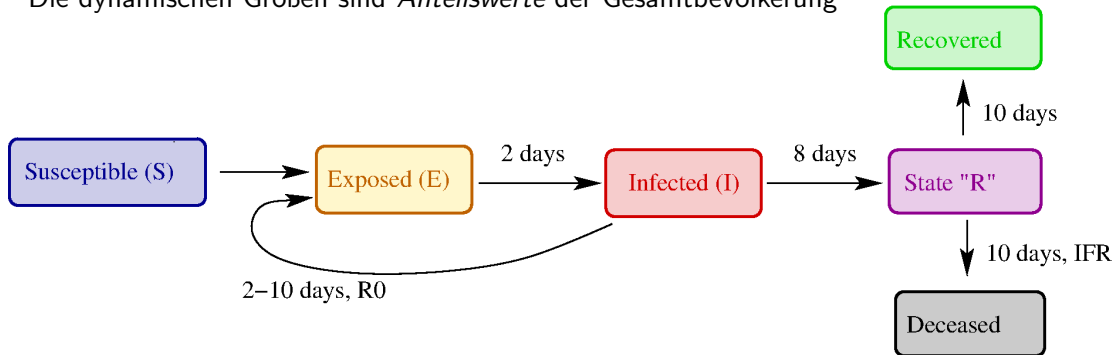 Die dynamischen Größen sind Anteilswerte der Gesamtbevölkerung
Recovered
10 days
Susceptible (S)
Exposed (E)
2 days
Infected (I)
8 days
State "R"
2−10 days, R0
10 days, IFR
Deceased